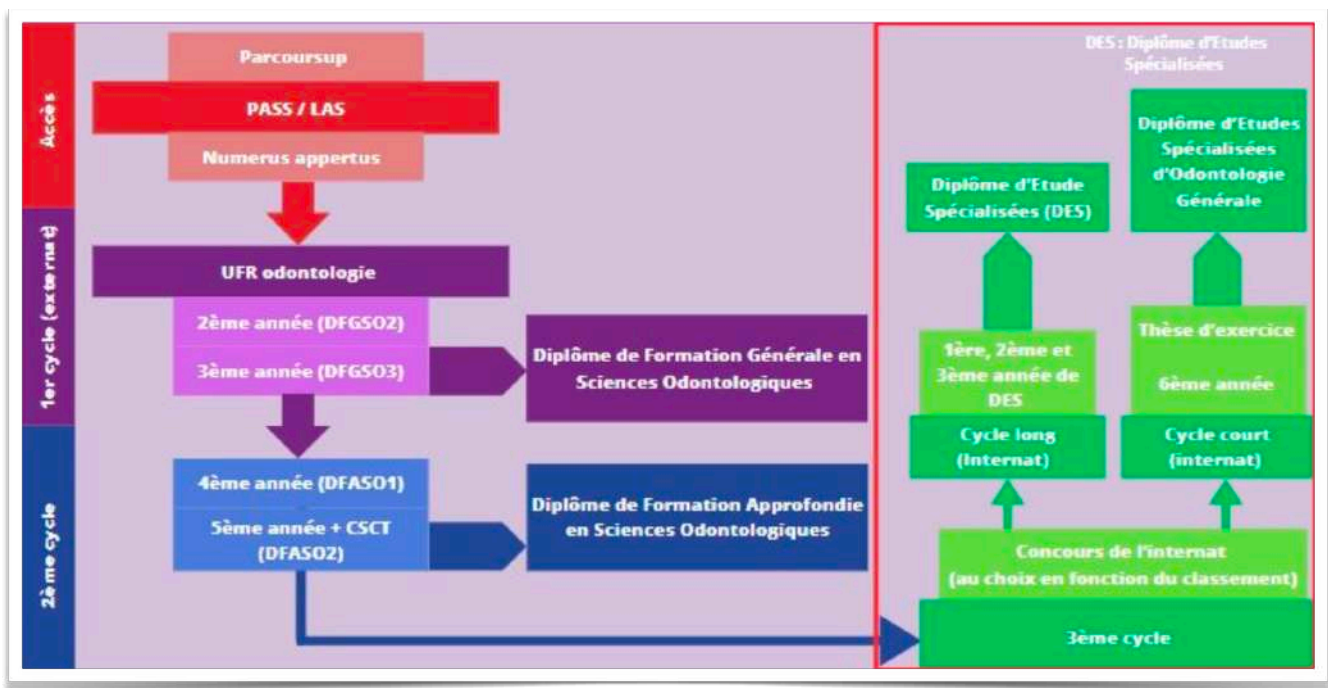 Accès
Parcoursup
PASS / LAS
Numerus appertus
1er cycle (externat)
UFR odontologie
2ème année (DFGSO2)
3ème année (DFGSO3)
Diplôme de Formation Générale en
Sciences Odontologiques
2ème cycle
4ème année (DFASO1)
5ème année + CSCT
(DFASO2)
Diplôme de Formation Approfondie
en Sciences Odontologiques
DES : Diplôme d'Etudes
Spécialisées
Diplôme d'Etude
Spécialisées (DES)
Diplôme d'Etudes
Spécialisées
d'Odontologie
Générale
1ère, 2ème et
3ème année de
DES
Thèse d'exercice
6ème année
Cycle long
(Internat)
Cycle court
(internat)
Concours de l'internat
(au choix en fonction du classement)
3ème cycle